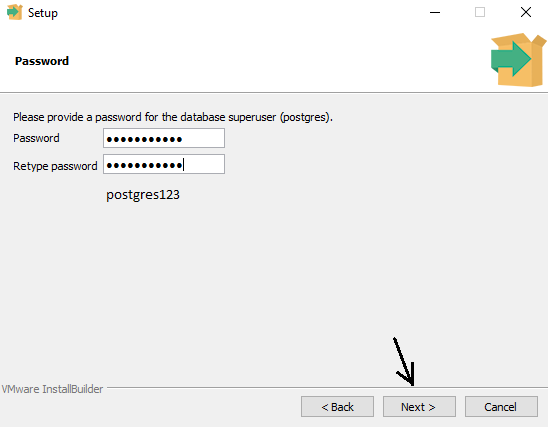 Setup
Password
Please provide a password for the database superuser (postgres).
Password ●●●●●●●●●●●
Retype password ●●●●●●●●●●●
postgres123
VMware InstallBuilder
< Back Next > Cancel